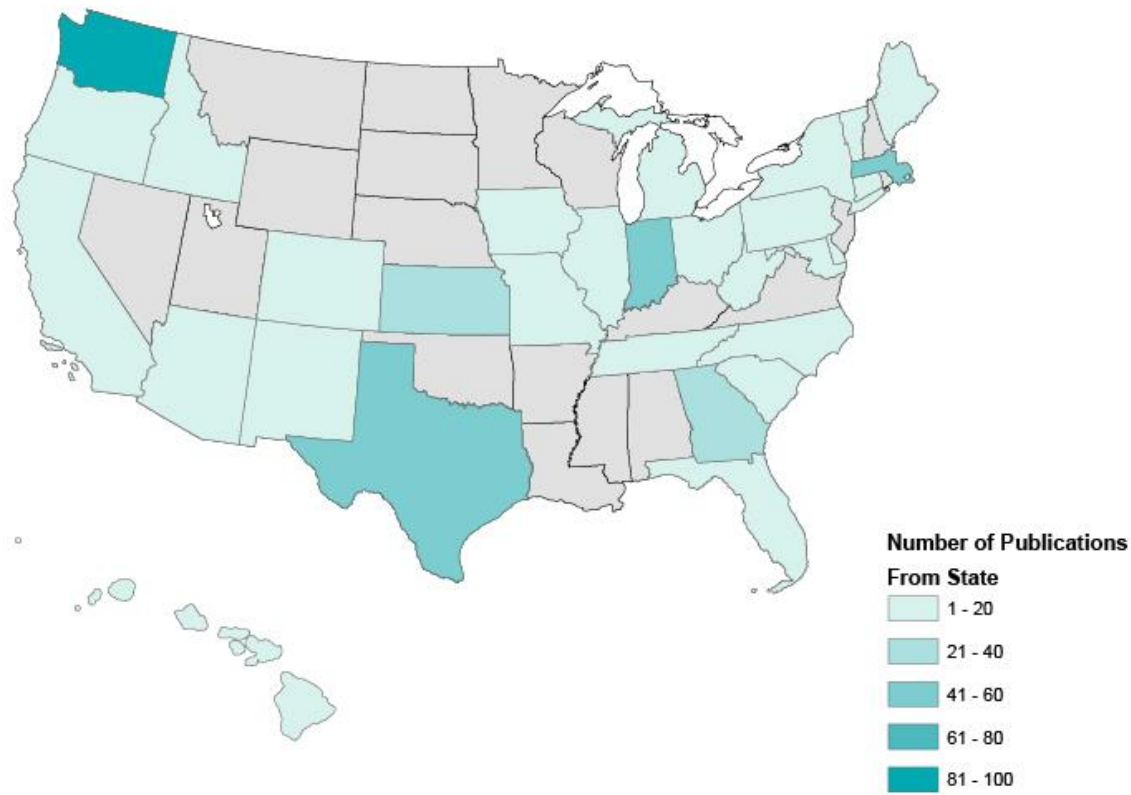 Number of Publications
From State
1 - 20
21 - 40
41 - 60
61 - 80
81 - 100